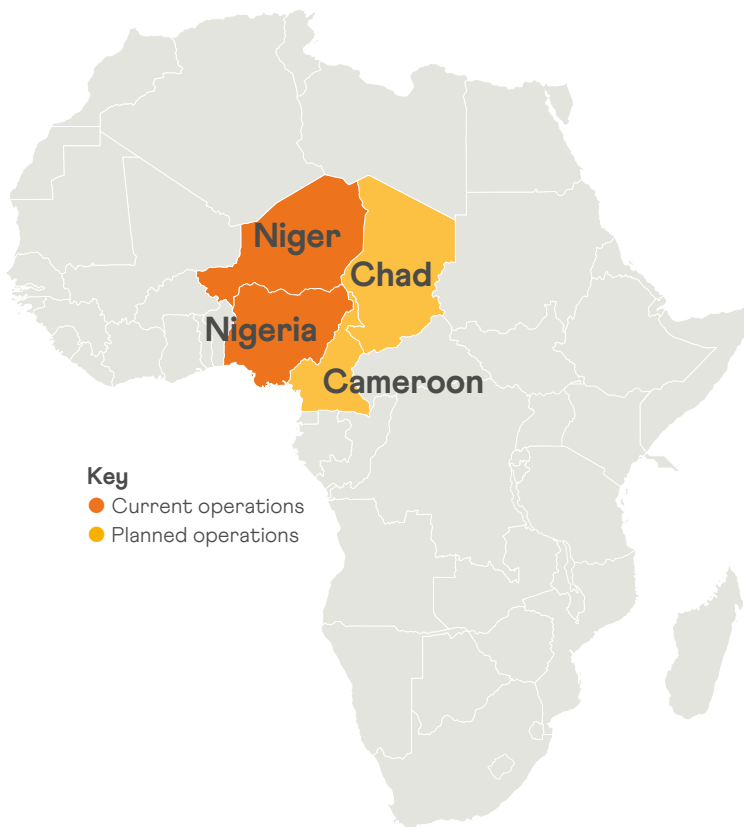 Niger
Chad
Nigeria
Cameroon
Key
Current operations
Planned operations